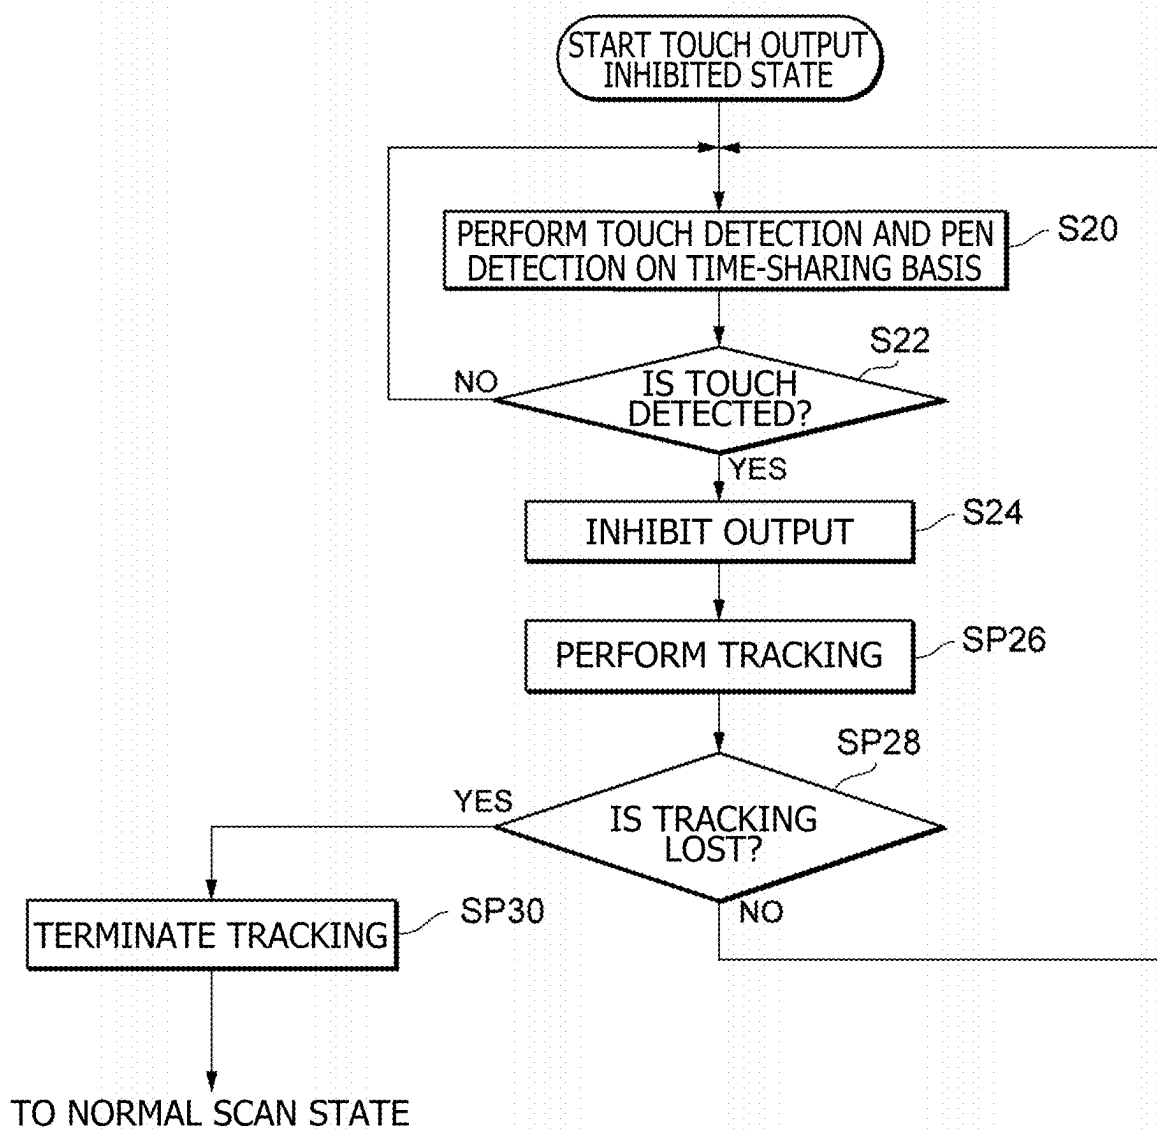 START TOUCH OUTPUT
INHIBITED STATE
PERFORM TOUCH DETECTION AND PEN
DETECTION ON TIME-SHARING BASIS
S20
S22
NO
IS TOUCH
DETECTED?
YES
S24
INHIBIT OUTPUT
SP26
PERFORM TRACKING
SP28
YES
IS TRACKING
LOST?
NO
SP30
TERMINATE TRACKING
TO NORMAL SCAN STATE